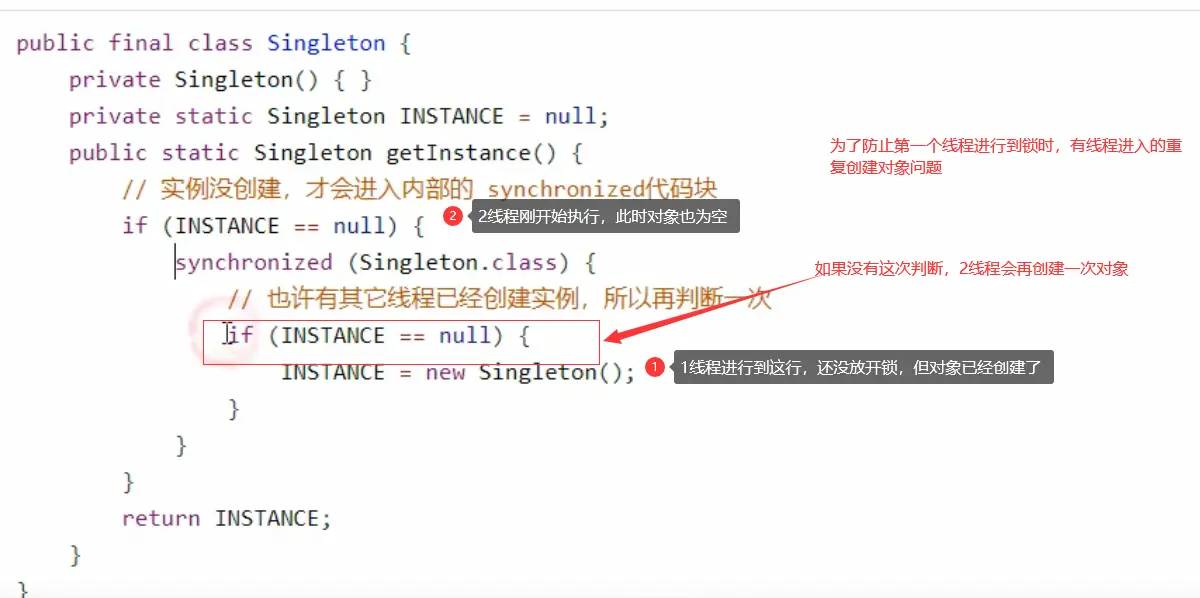 public final class Singleton {
private Singleton() { }
private static Singleton INSTANCE = null;
public static Singleton getInstance() {
为了防止第一个线程进行到锁时，有线程进入的重
复创建对象问题
// 实例没创建，才会进入内部的 synchronized代码块
if (INSTANCE == null) {
2 2线程刚开始执行，此时对象也为空
synchronized (Singleton.class) {
如果没有这次判断，2线程会再创建一次对象
// 也许有其它线程已经创建实例，所以再判断一次
if (INSTANCE == null) {
INSTANCE = new Singleton();
1 1线程进行到这行，还没放开锁，但对象已经创建了
}
}
}
return INSTANCE;
}
}